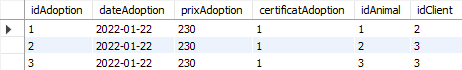 idAdoption dateAdoption prixAdoption certificatAdoption idAnimal idClient
1 2022-01-22 230 1 1 2
2 2022-01-22 230 1 2 3
3 2022-01-22 230 1 3 3